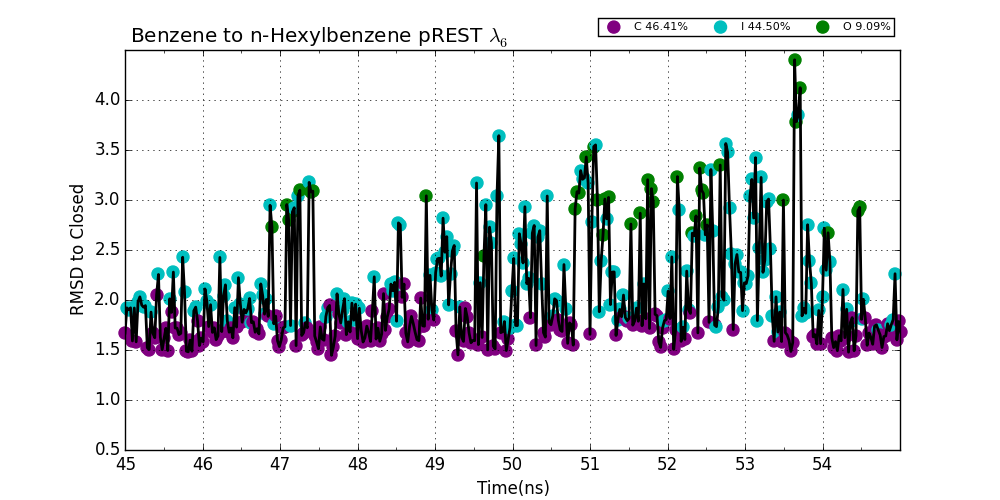 Benzene to n-Hexylbenzene pREST λ₆
C 46.41% I 44.50% O 9.09%
RMSD to Closed
4.0
3.5
3.0
2.5
2.0
1.5
1.0
0.5
45 46 47 48 49 50 51 52 53 54
Time(ns)